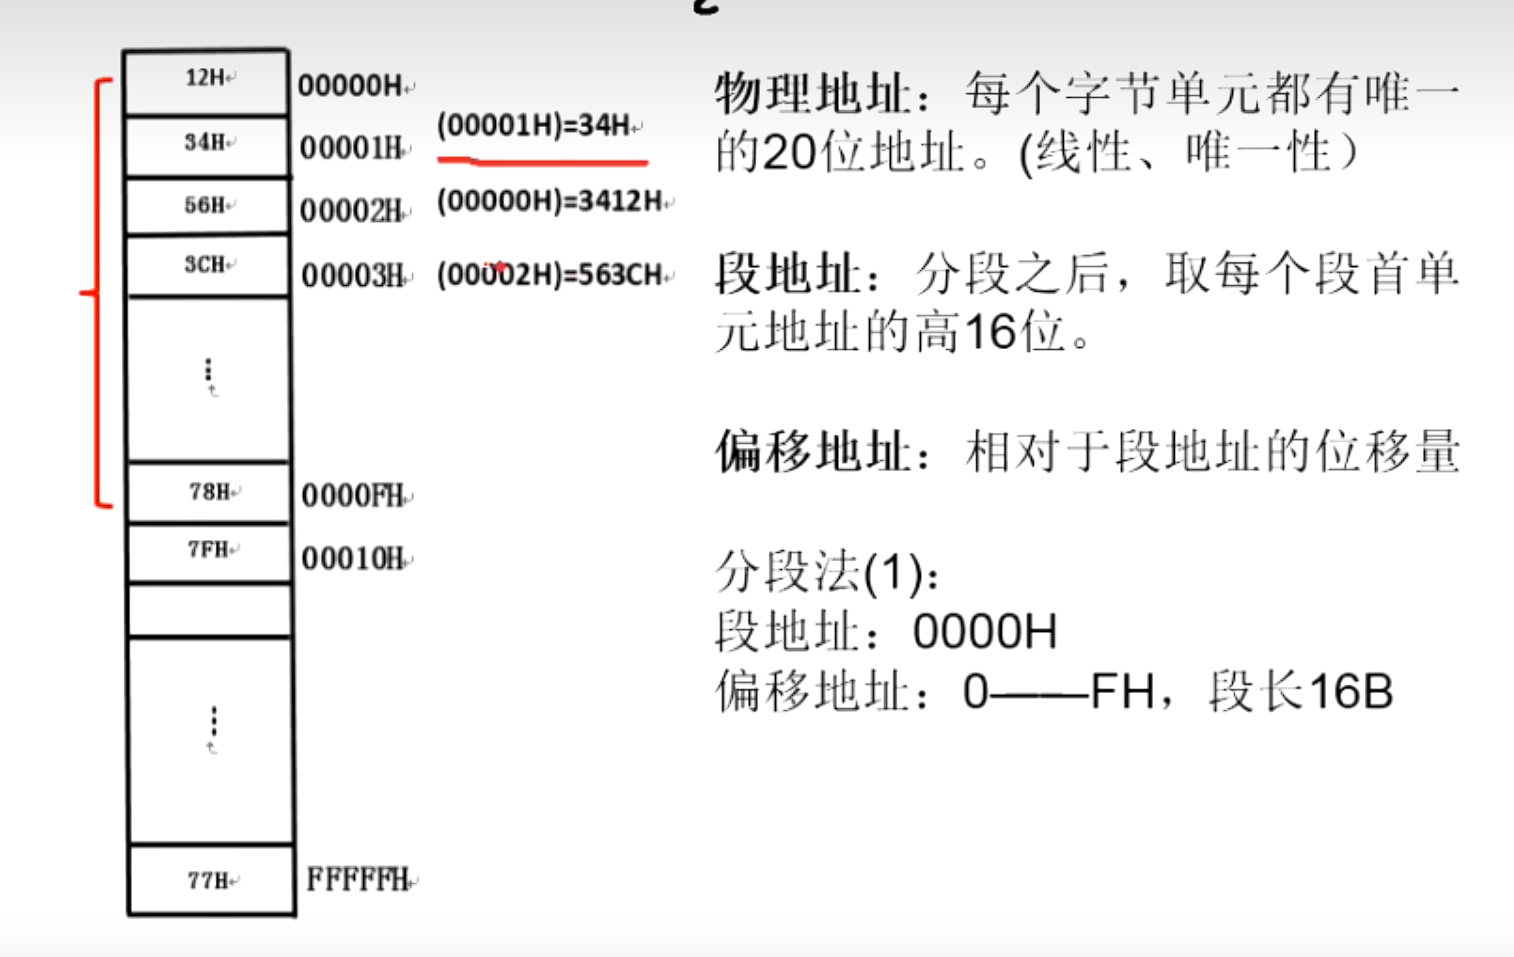 12H
00000H
34H
00001H
(00001H)=34H
56H
00002H
(00000H)=3412H
3CH
00003H
(00002H)=563CH
78H
0000FH
7FH
00010H
77H
FFFFFH
物理地址：每个字节单元都有唯一
的20位地址。(线性、唯一性）
段地址：分段之后，取每个段首单
元地址的高16位。
偏移地址：相对于段地址的位移量
分段法(1)：
段地址：0000H
偏移地址：0——FH，段长16B